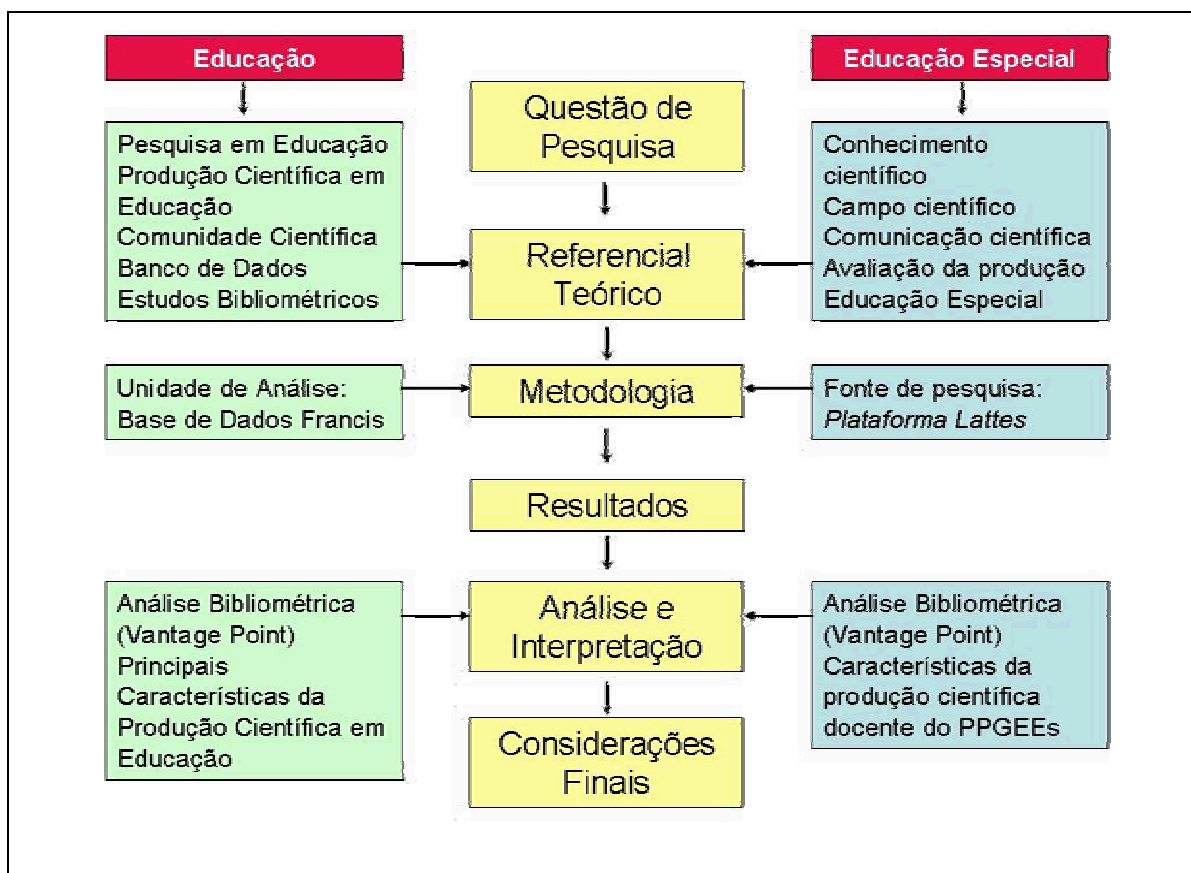 Educação
Educação Especial
Questão de
Pesquisa
Pesquisa em Educação
Produção Científica em
Educação
Comunidade Científica
Banco de Dados
Estudos Bibliométricos
Conhecimento
científico
Campo científico
Comunicação científica
Avaliação da produção
Educação Especial
Referencial
Teórico
Unidade de Análise:
Base de Dados Francis
Metodologia
Fonte de pesquisa:
Plataforma Lattes
Resultados
Análise Bibliométrica
(Vantage Point)
Principais
Características da
Produção Científica em
Educação
Análise e
Interpretação
Análise Bibliométrica
(Vantage Point)
Características da
produção científica
docente do PPGEEs
Considerações
Finais